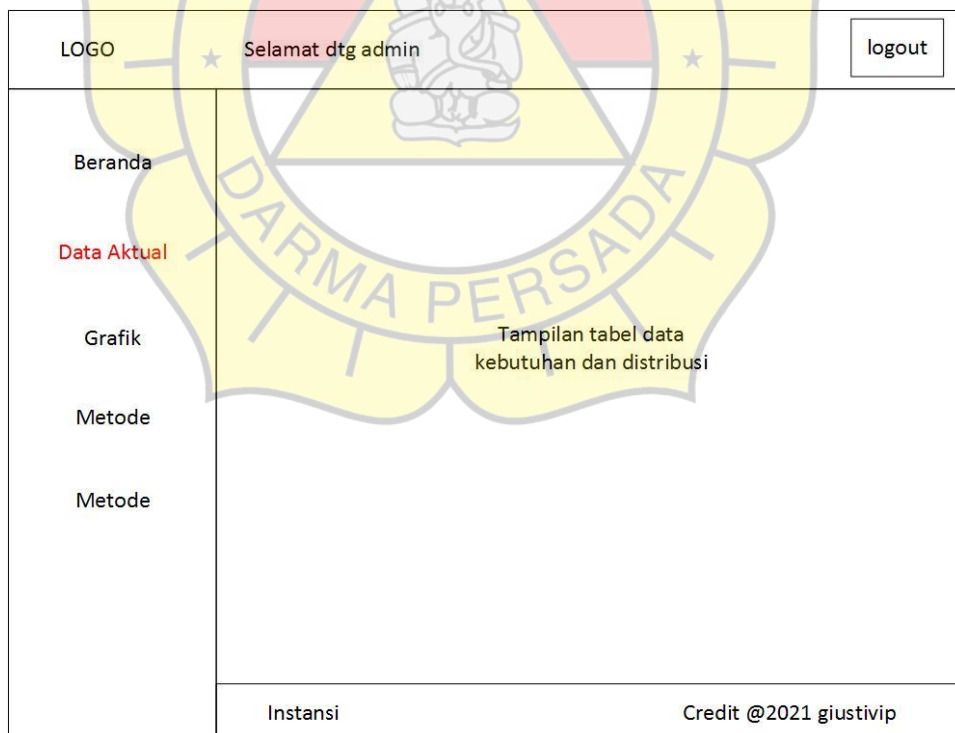 LOGO
Selamat dtg admin
logout
Beranda
Data Aktual
Grafik
Metode
Metode
DARMA PERSADA
Tampilan tabel data
kebutuhan dan distribusi
Instansi
Credit @2021 giustivip